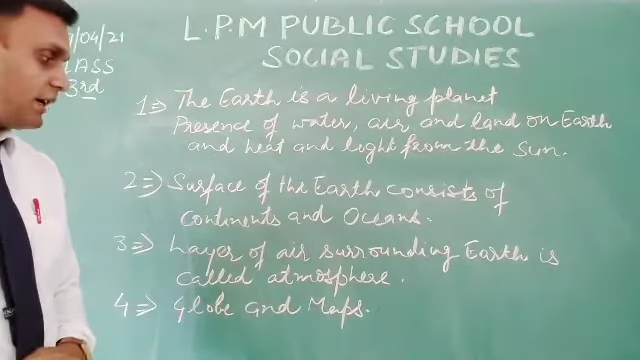 L.P.M PUBLIC SCHOOL
SOCIAL STUDIES
/04/21
LASS
3rd
1⇒ The Earth is a living planet
Presence of water, air, and land on Earth
and heat and light from the Sun.
2⇒ Surface of the Earth consists of
Continents and Oceans.
3⇒ Layer of air surrounding Earth is
called atmosphere.
4⇒ Globe and Maps.